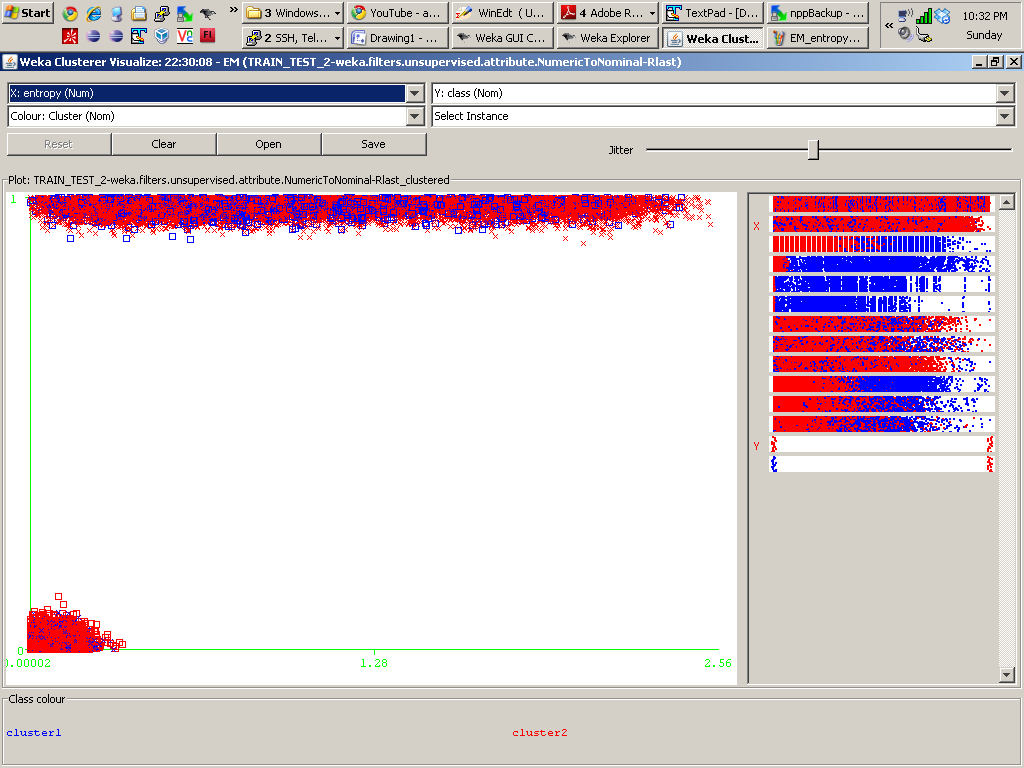 Start
»
3 Windows...
YouTube - a...
WinEdt ( U...
4 Adobe R...
TextPad - [D...
nppBackup - ...
«
10:32 PM
2 SSH, Tel...
Drawing1 - ...
Weka GUI C...
Weka Explorer
Weka Clust...
EM_entropy...
Sunday
Weka Clusterer Visualize: 22:30:08 - EM (TRAIN_TEST_2-weka.filters.unsupervised.attribute.NumericToNominal-Rlast)
X: entropy (Num)
Y: class (Nom)
Colour: Cluster (Nom)
Select Instance
Reset
Clear
Open
Save
Jitter
Plot: TRAIN_TEST_2-weka.filters.unsupervised.attribute.NumericToNominal-Rlast_clustered
1
X
Y
0
0.00002
1.28
2.56
Class colour
cluster1
cluster2